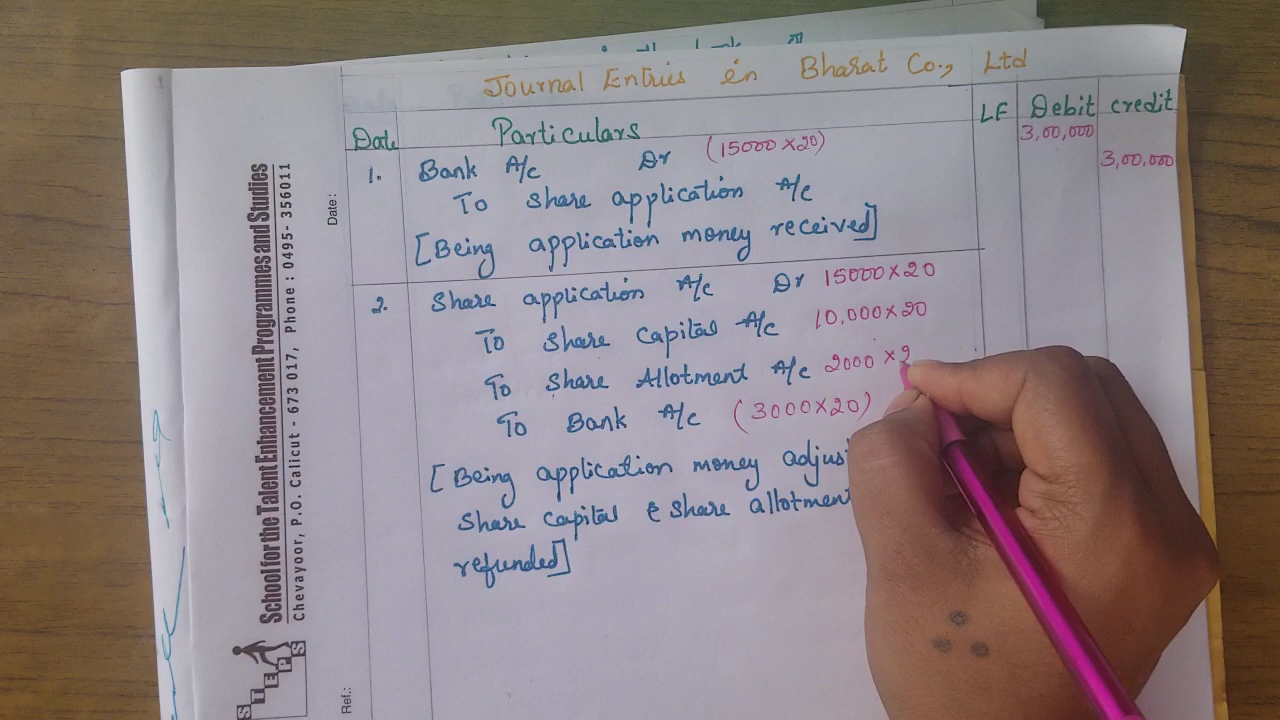 Journal Entries in Bharat Co., Ltd
Date Particulars LF Debit credit
1. Bank A/c Dr (15000×20) 3,00,000
To share application A/c 3,00,000
[Being application money received]
2. Share application A/c Dr 15000×20
To Share Capital A/c 10,000×20
To Share Allotment A/c 2000×2
To Bank A/c (3000×20)
[Being application money adjus
Share capital & share allotment
refunded]
School for the Talent Enhancement Programmes and Studies
Chevayoor, P.O. Calicut - 673 017, Phone : 0495- 356011
STEPS
Date :
Ref.: